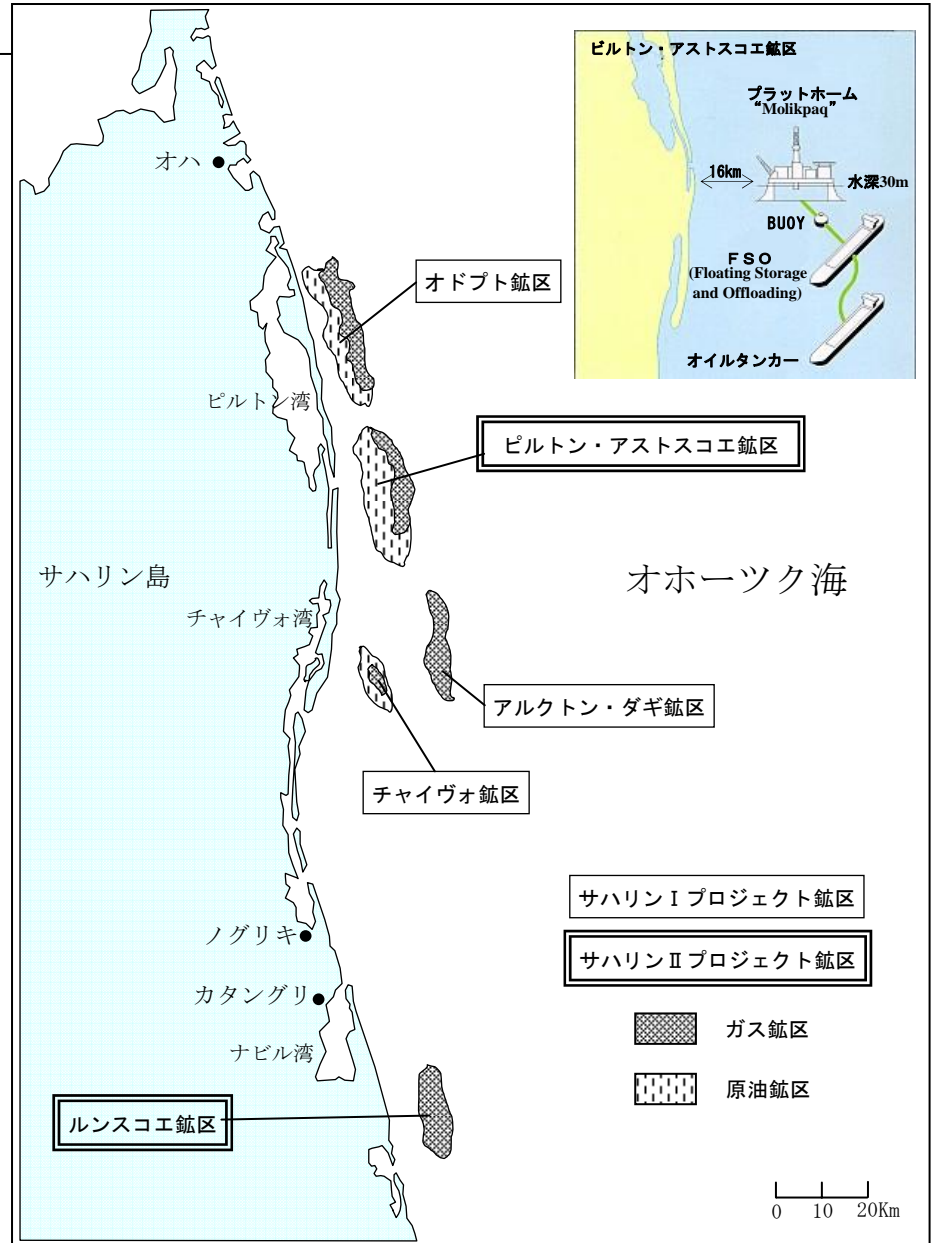 ピルトン・アストスコエ鉱区
プラットホーム
“Molikpaq”
16km
水深30m
BUOY
FSO
(Floating Storage
and Offloading)
オイルタンカー
オハ
オドプト鉱区
ピルトン湾
ピルトン・アストスコエ鉱区
サハリン島
オホーツク海
チャイヴォ湾
アルクトン・ダギ鉱区
チャイヴォ鉱区
サハリンⅠプロジェクト鉱区
ノグリキ
サハリンⅡプロジェクト鉱区
カタングリ
ガス鉱区
ナビル湾
原油鉱区
ルンスコエ鉱区
0 10 20Km